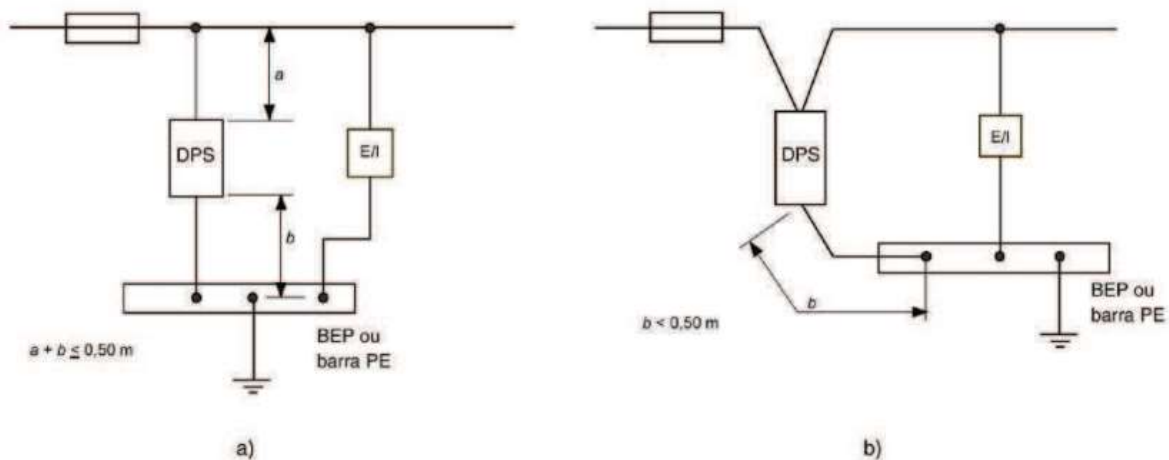 a
DPS
E/I
b
a + b ≤ 0,50 m
BEP ou
barra PE
a)
DPS
E/I
b
b < 0,50 m
BEP ou
barra PE
b)